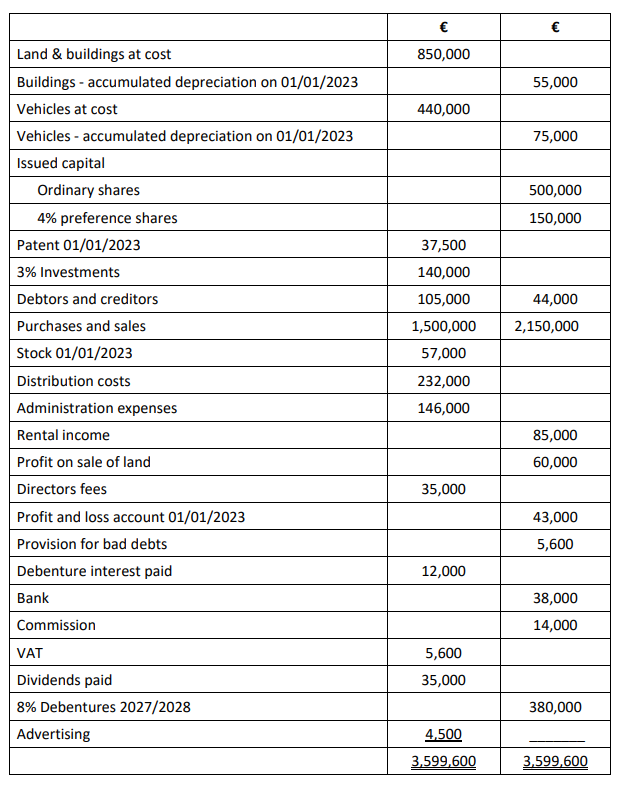 € €
Land & buildings at cost 850,000
Buildings - accumulated depreciation on 01/01/2023 55,000
Vehicles at cost 440,000
Vehicles - accumulated depreciation on 01/01/2023 75,000
Issued capital
Ordinary shares 500,000
4% preference shares 150,000
Patent 01/01/2023 37,500
3% Investments 140,000
Debtors and creditors 105,000 44,000
Purchases and sales 1,500,000 2,150,000
Stock 01/01/2023 57,000
Distribution costs 232,000
Administration expenses 146,000
Rental income 85,000
Profit on sale of land 60,000
Directors fees 35,000
Profit and loss account 01/01/2023 43,000
Provision for bad debts 5,600
Debenture interest paid 12,000
Bank 38,000
Commission 14,000
VAT 5,600
Dividends paid 35,000
8% Debentures 2027/2028 380,000
Advertising 4,500
3,599,600 3,599,600